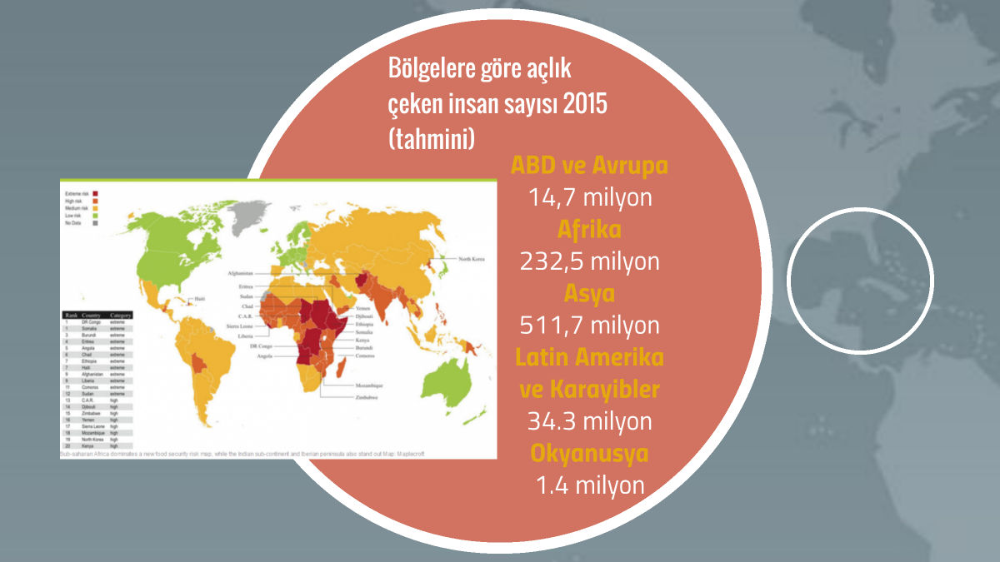 Bölgelere göre açlık
çeken insan sayısı 2015
(tahmini)
ABD ve Avrupa
14,7 milyon
Afrika
232,5 milyon
Asya
511,7 milyon
Latin Amerika
ve Karayibler
34.3 milyon
Okyanusya
1.4 milyon
Extreme risk
High risk
Medium risk
Low risk
No Data
North Korea
Afghanistan
Eritrea
Sudan
Chad
C.A.R.
Sierra Leone
Liberia
DR Congo
Angola
Haiti
Yemen
Djibouti
Ethiopia
Somalia
Kenya
Burundi
Comoros
Mozambique
Zimbabwe
Rank Country Category
1 DR Congo extreme
1 Somalia extreme
3 Burundi extreme
4 Eritrea extreme
5 Angola extreme
6 Chad extreme
7 Ethiopia extreme
7 Haiti extreme
9 Afghanistan extreme
9 Liberia extreme
11 Comoros extreme
12 Sudan extreme
13 C.A.R. high
14 Djibouti high
15 Zimbabwe high
16 Yemen high
17 Sierra Leone high
18 Mozambique high
19 North Korea high
20 Kenya high
Sub-saharan Africa dominates a new food security risk map, while the Indian sub-continent and Iberian peninsula also stand out Map: Maplecroft